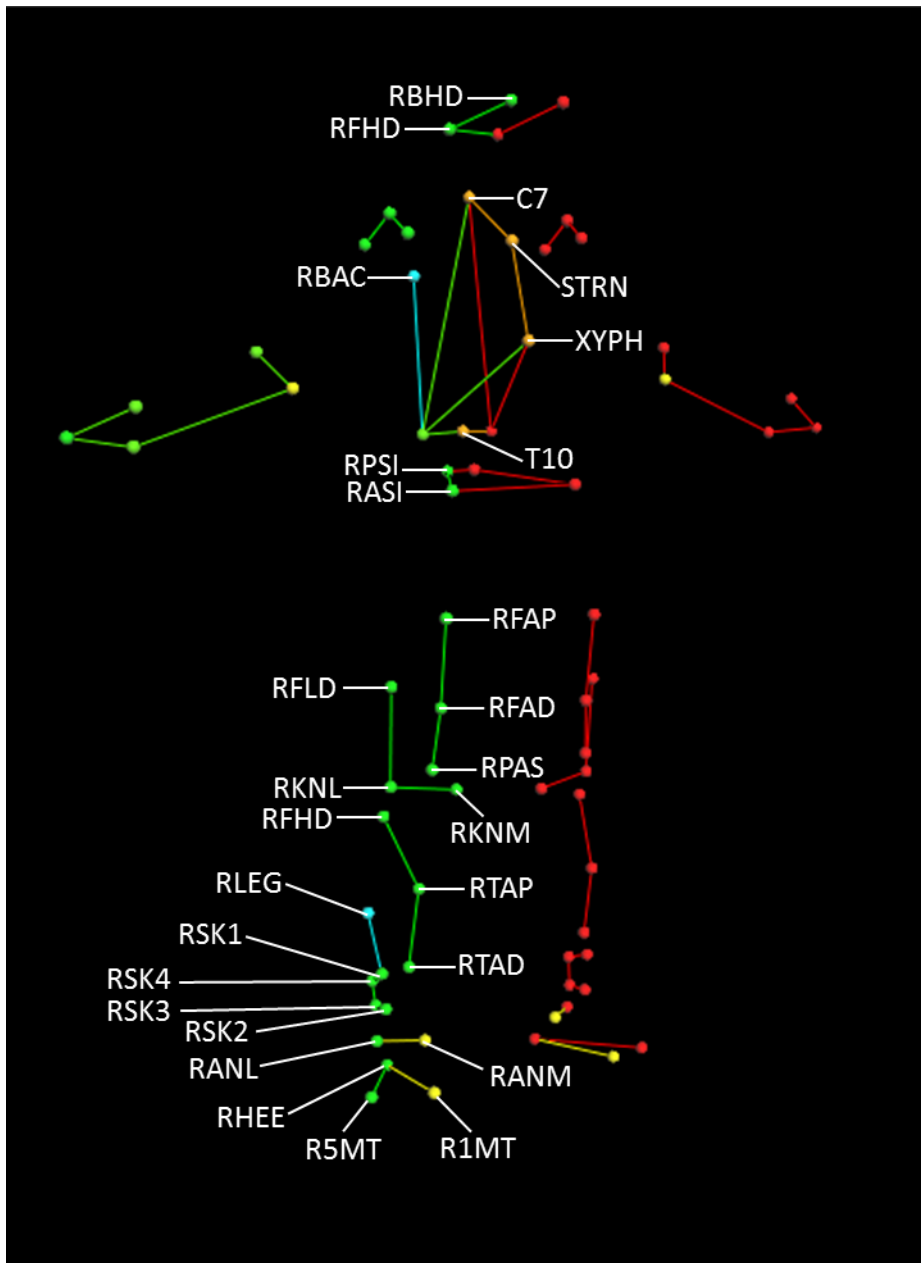 RBHD
RFHD
C7
RBAC
STRN
XYPH
T10
RPSI
RASI
RFAP
RFLD
RFAD
RPAS
RKNL
RFHD
RKNM
RLEG
RTAP
RSK1
RTAD
RSK4
RSK3
RSK2
RANL
RANM
RHEE
R5MT
R1MT